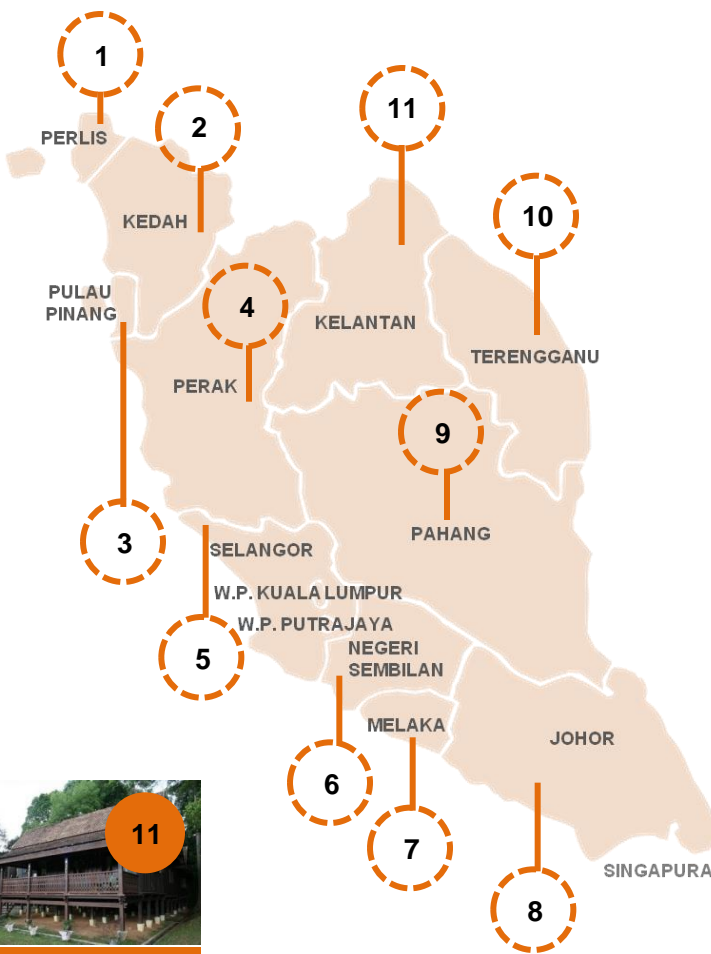 1
2
11
PERLIS
10
KEDAH
PULAU
PINANG
4
KELANTAN
TERENGGANU
PERAK
9
3
PAHANG
SELANGOR
W.P. KUALA LUMPUR
W.P. PUTRAJAYA
5
NEGERI
SEMBILAN
MELAKA
JOHOR
6
11
7
SINGAPURA
8